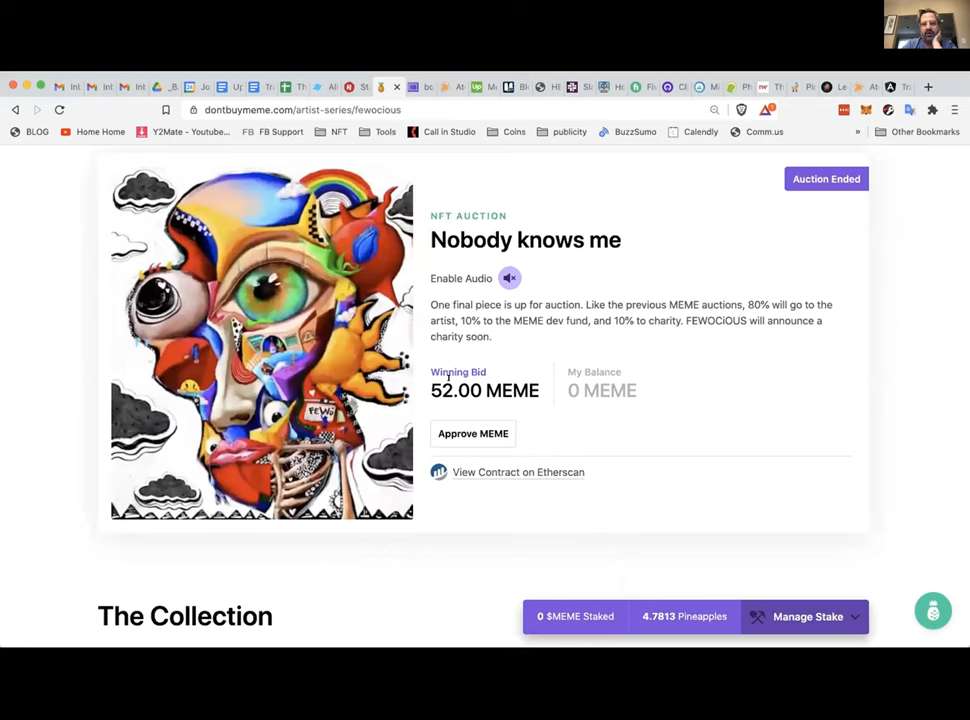 dontbuymeme.com/artist-series/fewocious
BLOG
Home Home
Y2Mate - Youtube...
FB FB Support
NFT
Tools
Call in Studio
Coins
publicity
BuzzSumo
Calendly
Comm.us
»
Other Bookmarks
Auction Ended
NFT AUCTION
Nobody knows me
Enable Audio
One final piece is up for auction. Like the previous MEME auctions, 80% will go to the
artist, 10% to the MEME dev fund, and 10% to charity. FEWOCiOUS will announce a
charity soon.
Winning Bid
My Balance
52.00 MEME
0 MEME
FEWO
Approve MEME
View Contract on Etherscan
The Collection
0 $MEME Staked
4.7813 Pineapples
Manage Stake